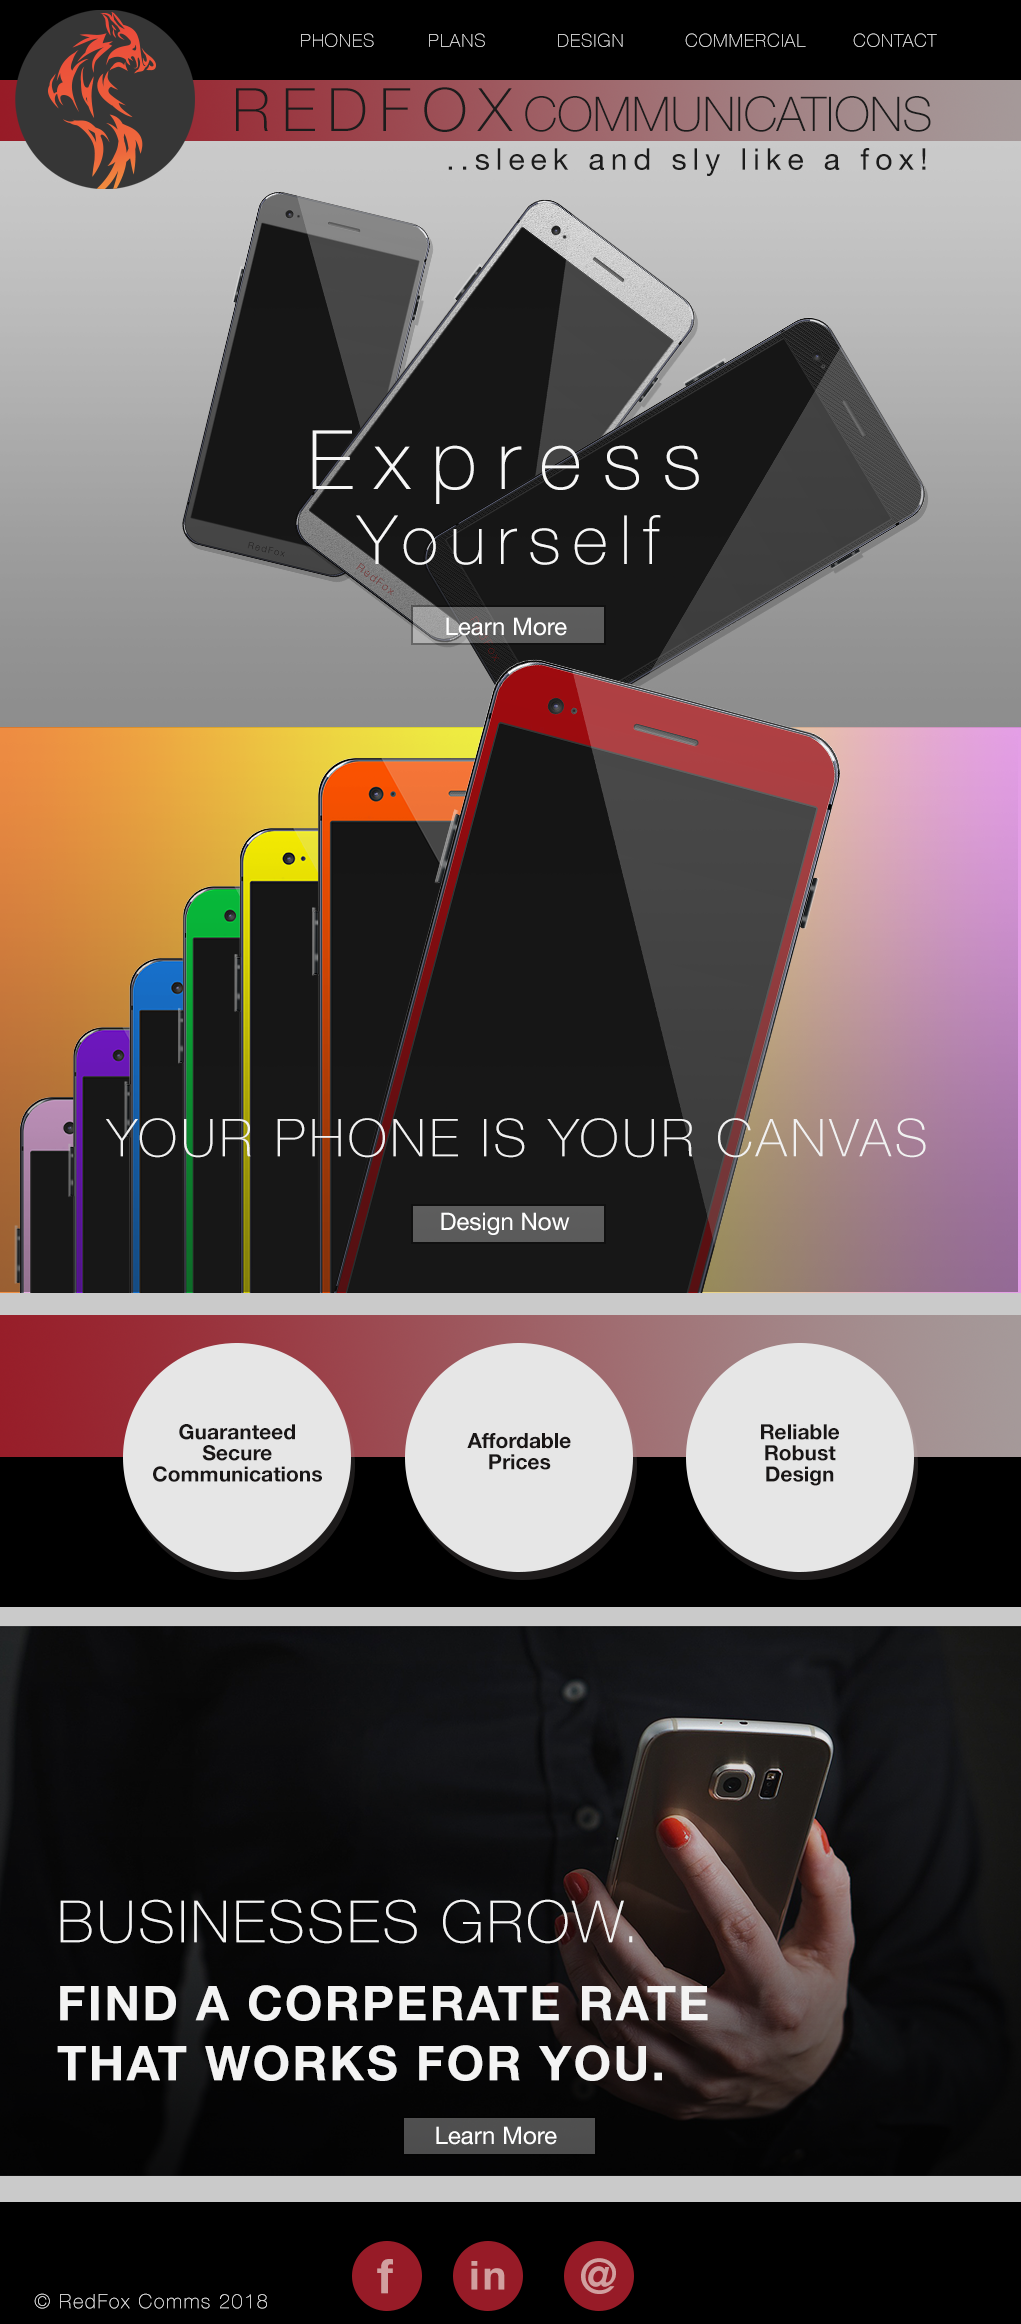 PHONES PLANS DESIGN COMMERCIAL CONTACT
REDFOX COMMUNICATIONS
..sleek and sly like a fox!
Express
Yourself
RedFox
RedFox
Learn More
YOUR PHONE IS YOUR CANVAS
Design Now
Guaranteed
Secure
Communications
Affordable
Prices
Reliable
Robust
Design
BUSINESSES GROW.
FIND A CORPERATE RATE
THAT WORKS FOR YOU.
Learn More
f in @
© RedFox Comms 2018